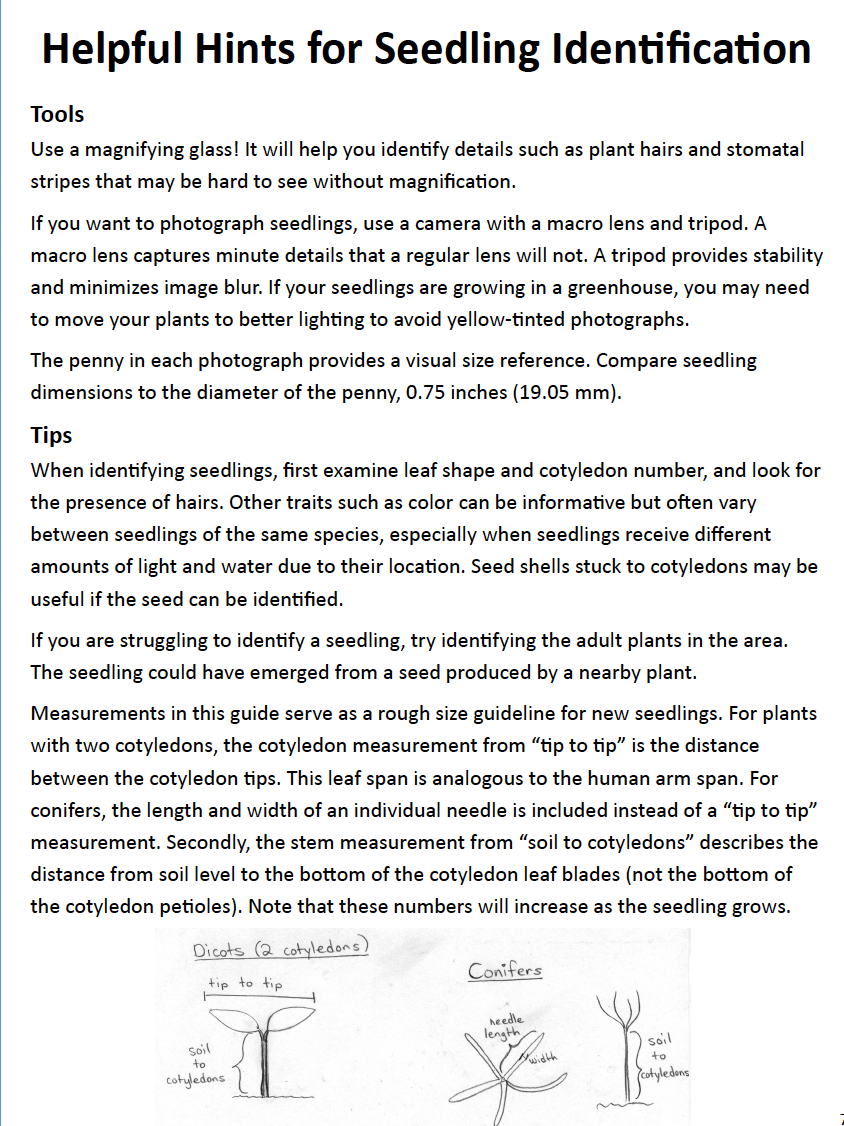 Helpful Hints for Seedling Identification
Tools
Use a magnifying glass! It will help you identify details such as plant hairs and stomatal
stripes that may be hard to see without magnification.
If you want to photograph seedlings, use a camera with a macro lens and tripod. A
macro lens captures minute details that a regular lens will not. A tripod provides stability
and minimizes image blur. If your seedlings are growing in a greenhouse, you may need
to move your plants to better lighting to avoid yellow-tinted photographs.
The penny in each photograph provides a visual size reference. Compare seedling
dimensions to the diameter of the penny, 0.75 inches (19.05 mm).
Tips
When identifying seedlings, first examine leaf shape and cotyledon number, and look for
the presence of hairs. Other traits such as color can be informative but often vary
between seedlings of the same species, especially when seedlings receive different
amounts of light and water due to their location. Seed shells stuck to cotyledons may be
useful if the seed can be identified.
If you are struggling to identify a seedling, try identifying the adult plants in the area.
The seedling could have emerged from a seed produced by a nearby plant.
Measurements in this guide serve as a rough size guideline for new seedlings. For plants
with two cotyledons, the cotyledon measurement from “tip to tip” is the distance
between the cotyledon tips. This leaf span is analogous to the human arm span. For
conifers, the length and width of an individual needle is included instead of a “tip to tip”
measurement. Secondly, the stem measurement from “soil to cotyledons” describes the
distance from soil level to the bottom of the cotyledon leaf blades (not the bottom of
the cotyledon petioles). Note that these numbers will increase as the seedling grows.
Dicots (2 cotyledons)
tip to tip
soil
to
cotyledons
Conifers
needle
length
width
soil
to
cotyledons
7